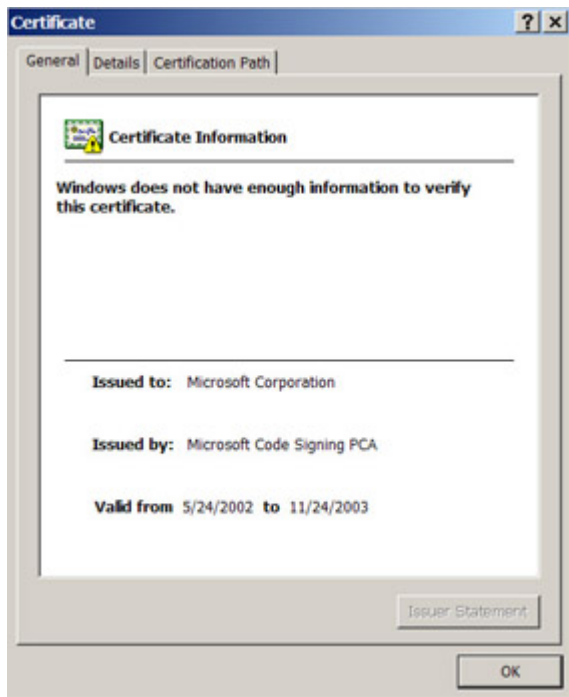 Certificate
General Details Certification Path
Certificate Information
Windows does not have enough information to verify
this certificate.
Issued to: Microsoft Corporation
Issued by: Microsoft Code Signing PCA
Valid from 5/24/2002 to 11/24/2003
Issuer Statement
OK